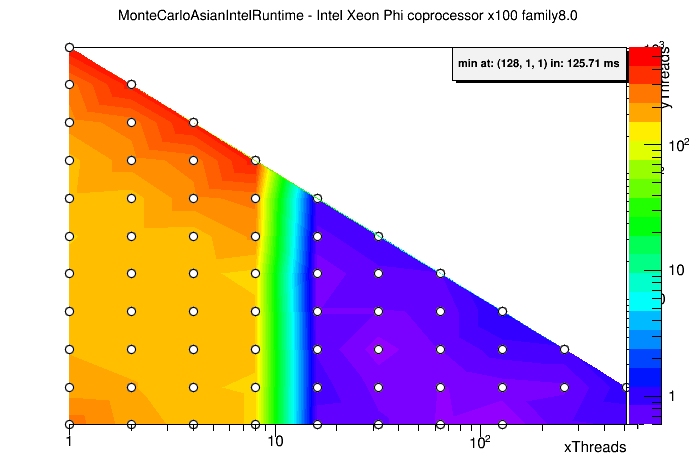 MonteCarloAsianIntelRuntime - Intel Xeon Phi coprocessor x100 family8.0
min at: (128, 1, 1) in: 125.71 ms
yThreads
10²
10
1
1
10
10²
xThreads